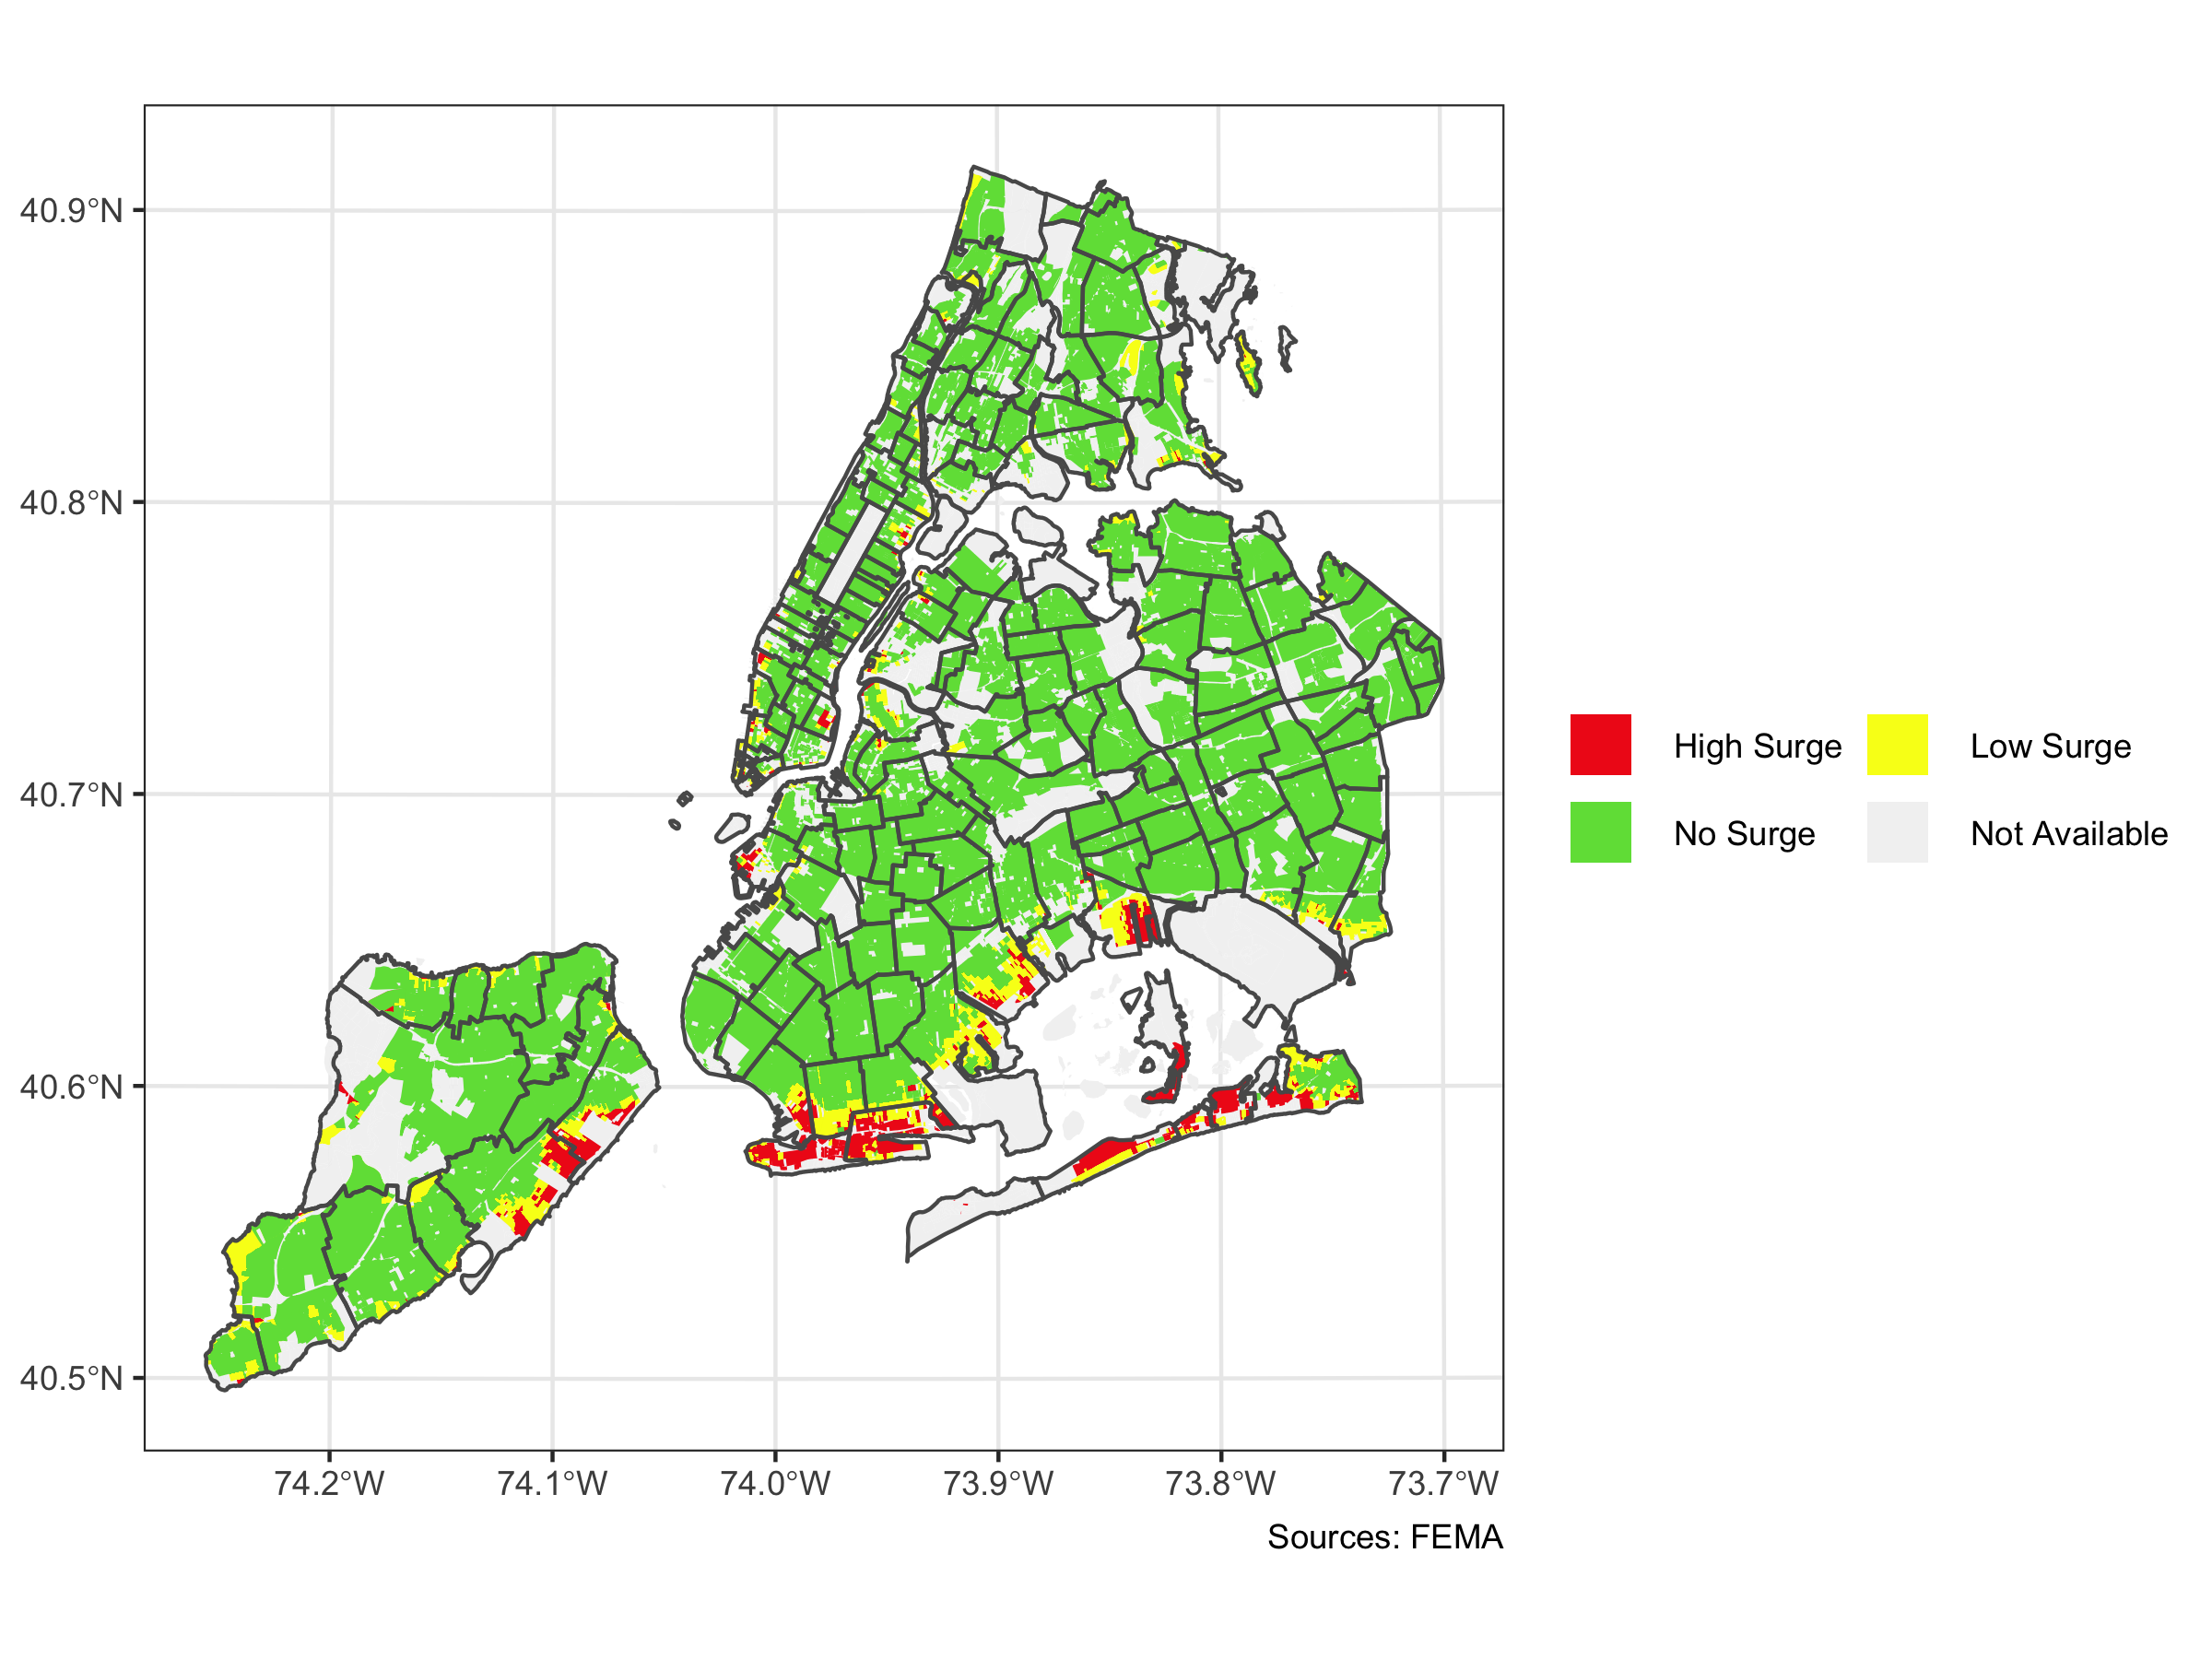 40.9°N
40.8°N
40.7°N
40.6°N
40.5°N
74.2°W 74.1°W 74.0°W 73.9°W 73.8°W 73.7°W
Sources: FEMA
High Surge Low Surge
No Surge Not Available